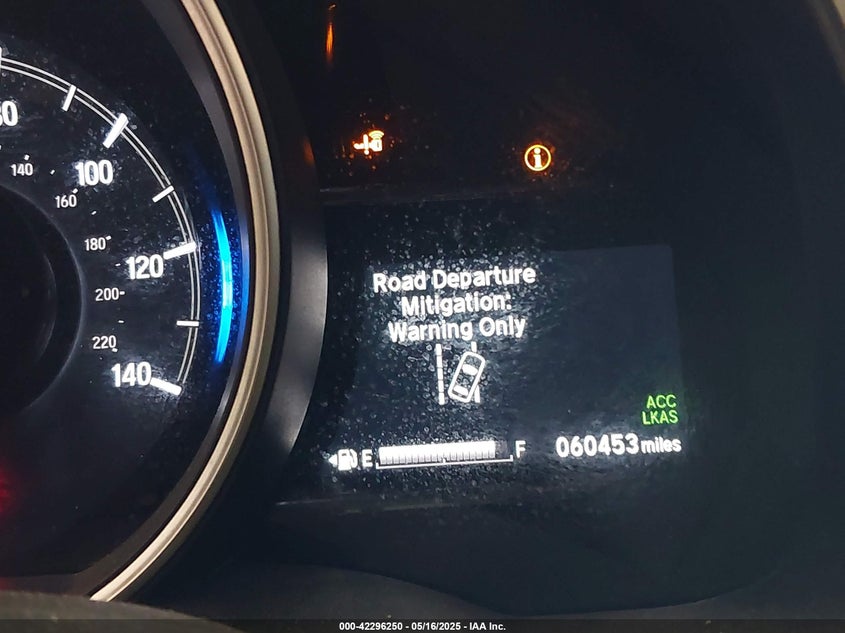 100
140
160
180
120
200
220
140
Road Departure
Mitigation:
Warning Only
ACC
LKAS
E
F
060453 miles
000-42296250 - 05/16/2025 - IAA Inc.